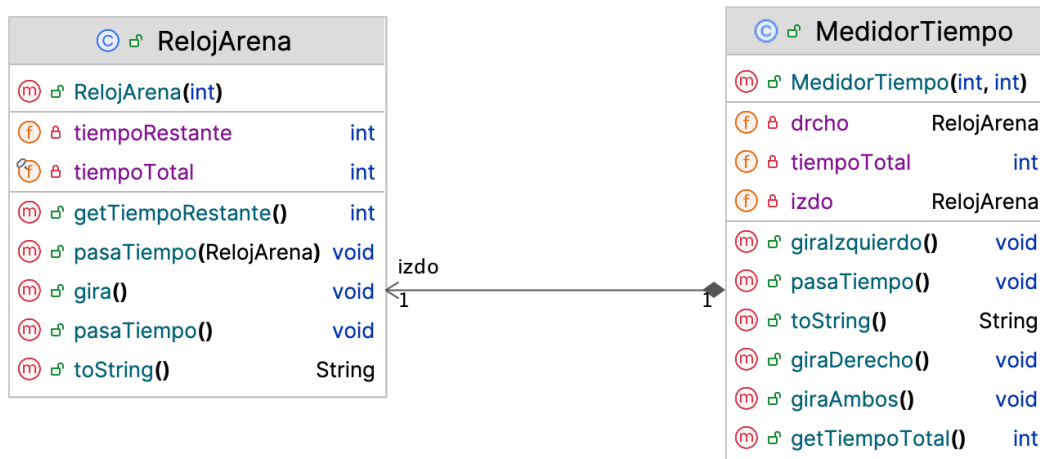 RelojArena
RelojArena(int)
tiempoRestante int
tiempoTotal int
getTiempoRestante() int
pasaTiempo(RelojArena) void
gira() void
pasaTiempo() void
toString() String
izdo
1
1
MedidorTiempo
MedidorTiempo(int, int)
drcho RelojArena
tiempoTotal int
izdo RelojArena
giraIzquierdo() void
pasaTiempo() void
toString() String
giraDerecho() void
giraAmbos() void
getTiempoTotal() int